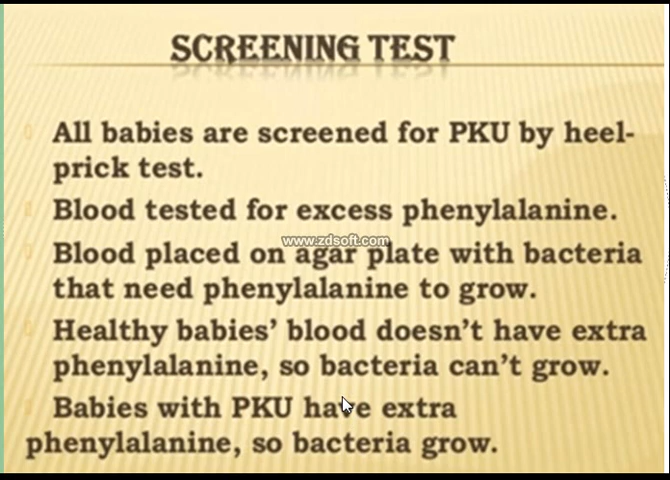 SCREENING TEST
All babies are screened for PKU by heel-
prick test.
Blood tested for excess phenylalanine.
www.zdsoft.com
Blood placed on agar plate with bacteria
that need phenylalanine to grow.
Healthy babies’ blood doesn’t have extra
phenylalanine, so bacteria can’t grow.
Babies with PKU have extra
phenylalanine, so bacteria grow.